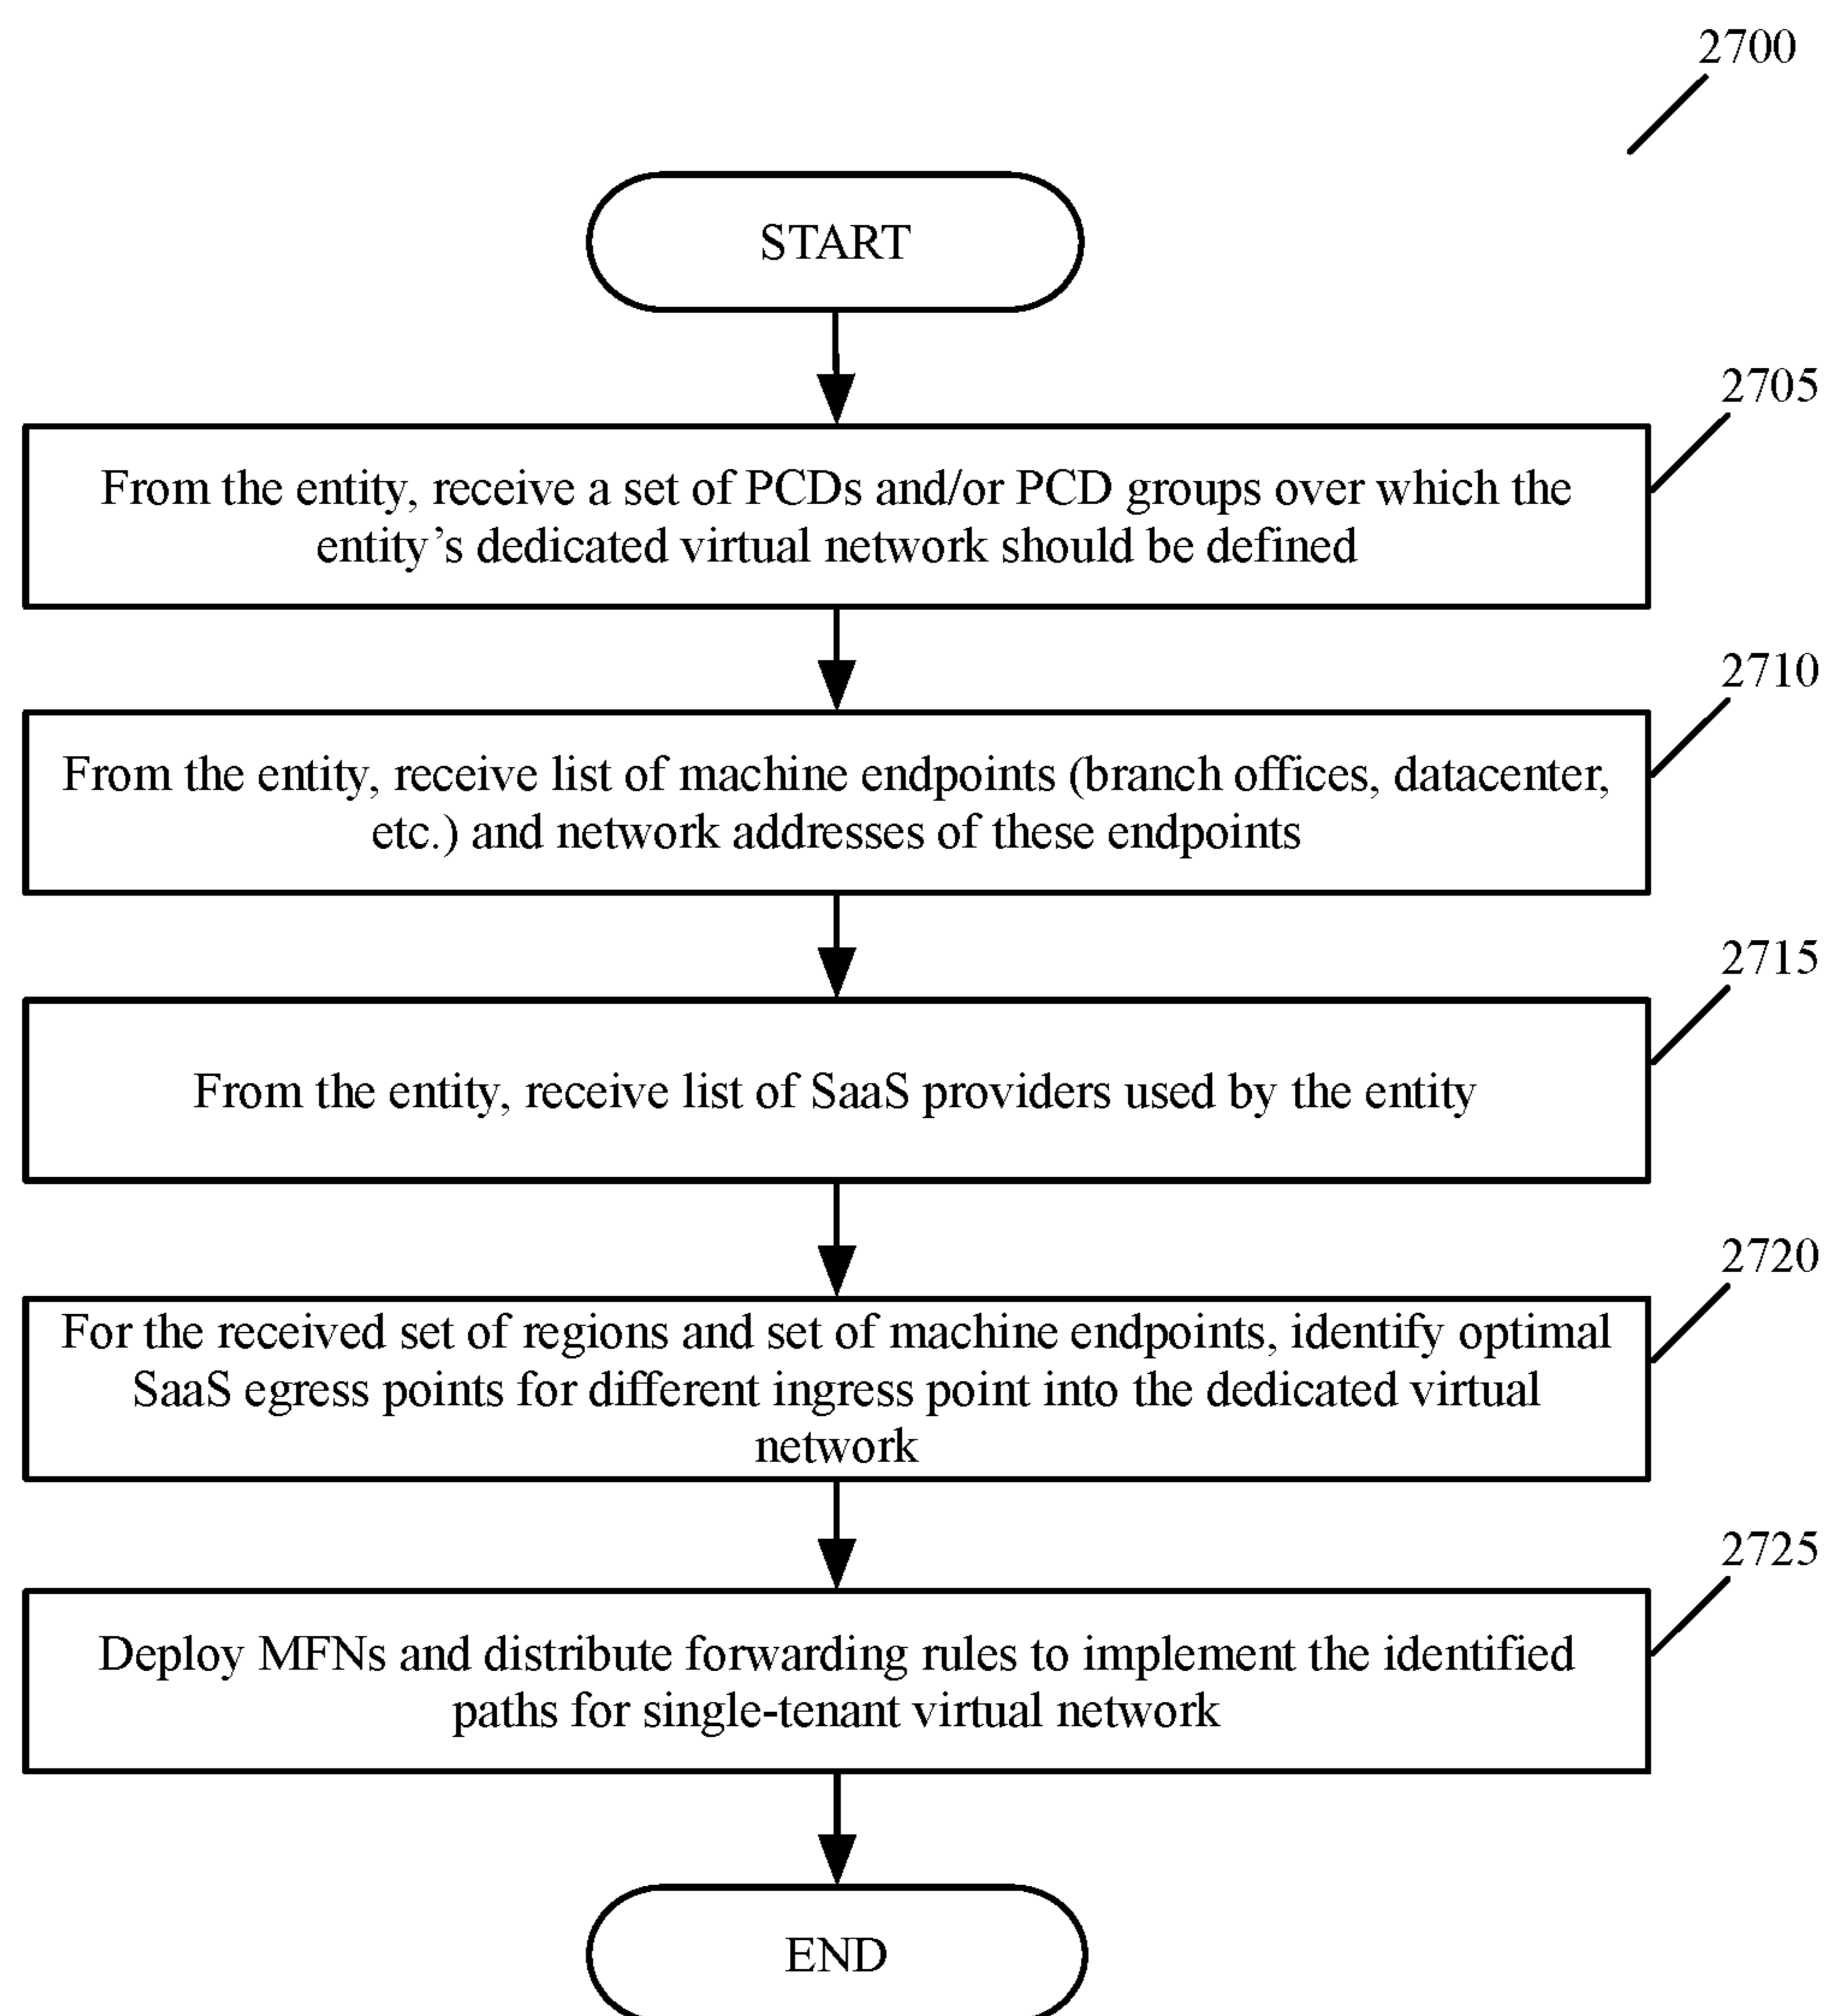 2700
START
2705
From the entity, receive a set of PCDs and/or PCD groups over which the
entity’s dedicated virtual network should be defined
2710
From the entity, receive list of machine endpoints (branch offices, datacenter,
etc.) and network addresses of these endpoints
2715
From the entity, receive list of SaaS providers used by the entity
2720
For the received set of regions and set of machine endpoints, identify optimal
SaaS egress points for different ingress point into the dedicated virtual
network
2725
Deploy MFNs and distribute forwarding rules to implement the identified
paths for single-tenant virtual network
END